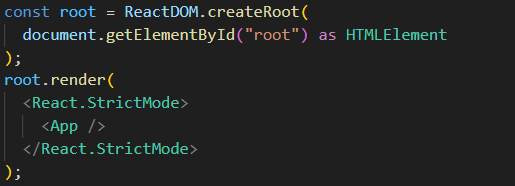 const root = ReactDOM.createRoot(
  document.getElementById("root") as HTMLElement
);
root.render(
  <React.StrictMode>
    <App />
  </React.StrictMode>
);